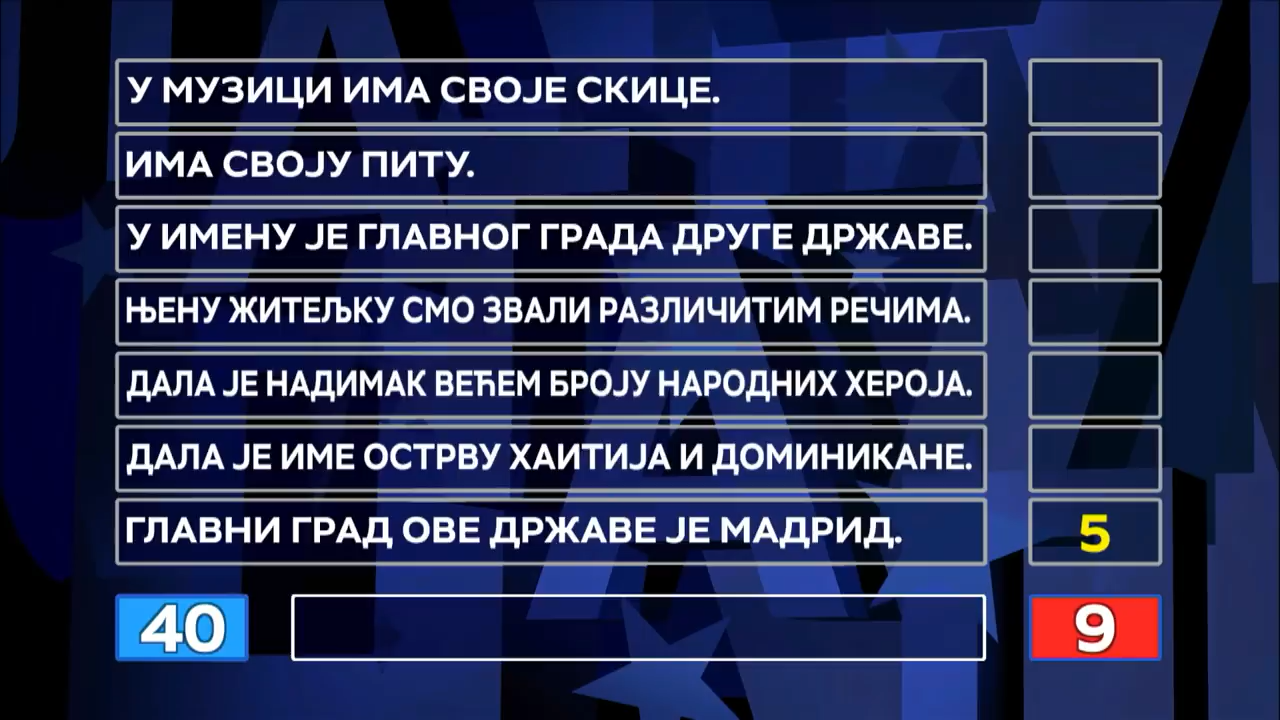 У МУЗИЦИ ИМА СВОЈЕ СКИЦЕ.
ИМА СВОЈУ ПИТУ.
У ИМЕНУ ЈЕ ГЛАВНОГ ГРАДА ДРУГЕ ДРЖАВЕ.
ЊЕНУ ЖИТЕЉКУ СМО ЗВАЛИ РАЗЛИЧИТИМ РЕЧИМА.
ДАЛА ЈЕ НАДИМАК ВЕЋЕМ БРОЈУ НАРОДНИХ ХЕРОЈА.
ДАЛА ЈЕ ИМЕ ОСТРВУ ХАИТИЈА И ДОМИНИКАНЕ.
ГЛАВНИ ГРАД ОВЕ ДРЖАВЕ ЈЕ МАДРИД. 5
40 9